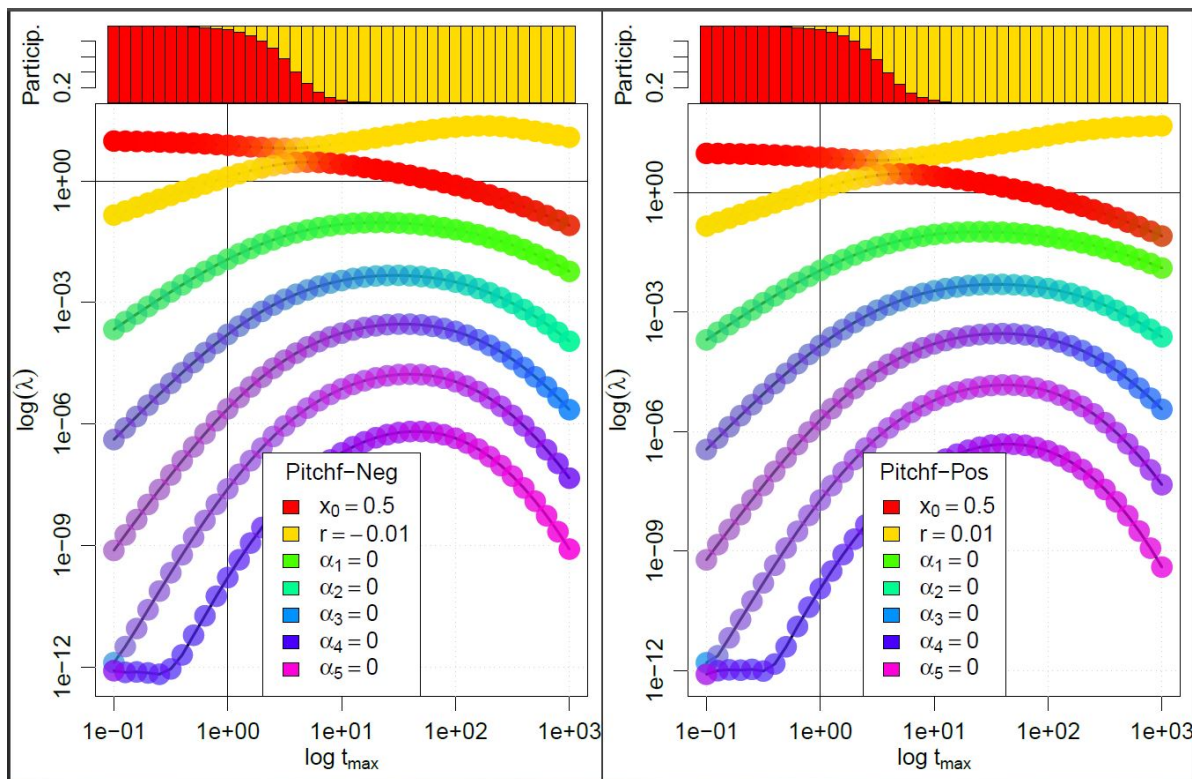 Particip.
0.2
log(λ)
1e+00
1e−03
1e−06
1e−09
1e−12
Pitchf−Neg
x₀ = 0.5
r = −0.01
α₁ = 0
α₂ = 0
α₃ = 0
α₄ = 0
α₅ = 0
1e−01 1e+00 1e+01 1e+02 1e+03
log tₘₐₓ
Particip.
0.2
log(λ)
1e+00
1e−03
1e−06
1e−09
1e−12
Pitchf−Pos
x₀ = 0.5
r = 0.01
α₁ = 0
α₂ = 0
α₃ = 0
α₄ = 0
α₅ = 0
1e−01 1e+00 1e+01 1e+02 1e+03
log tₘₐₓ